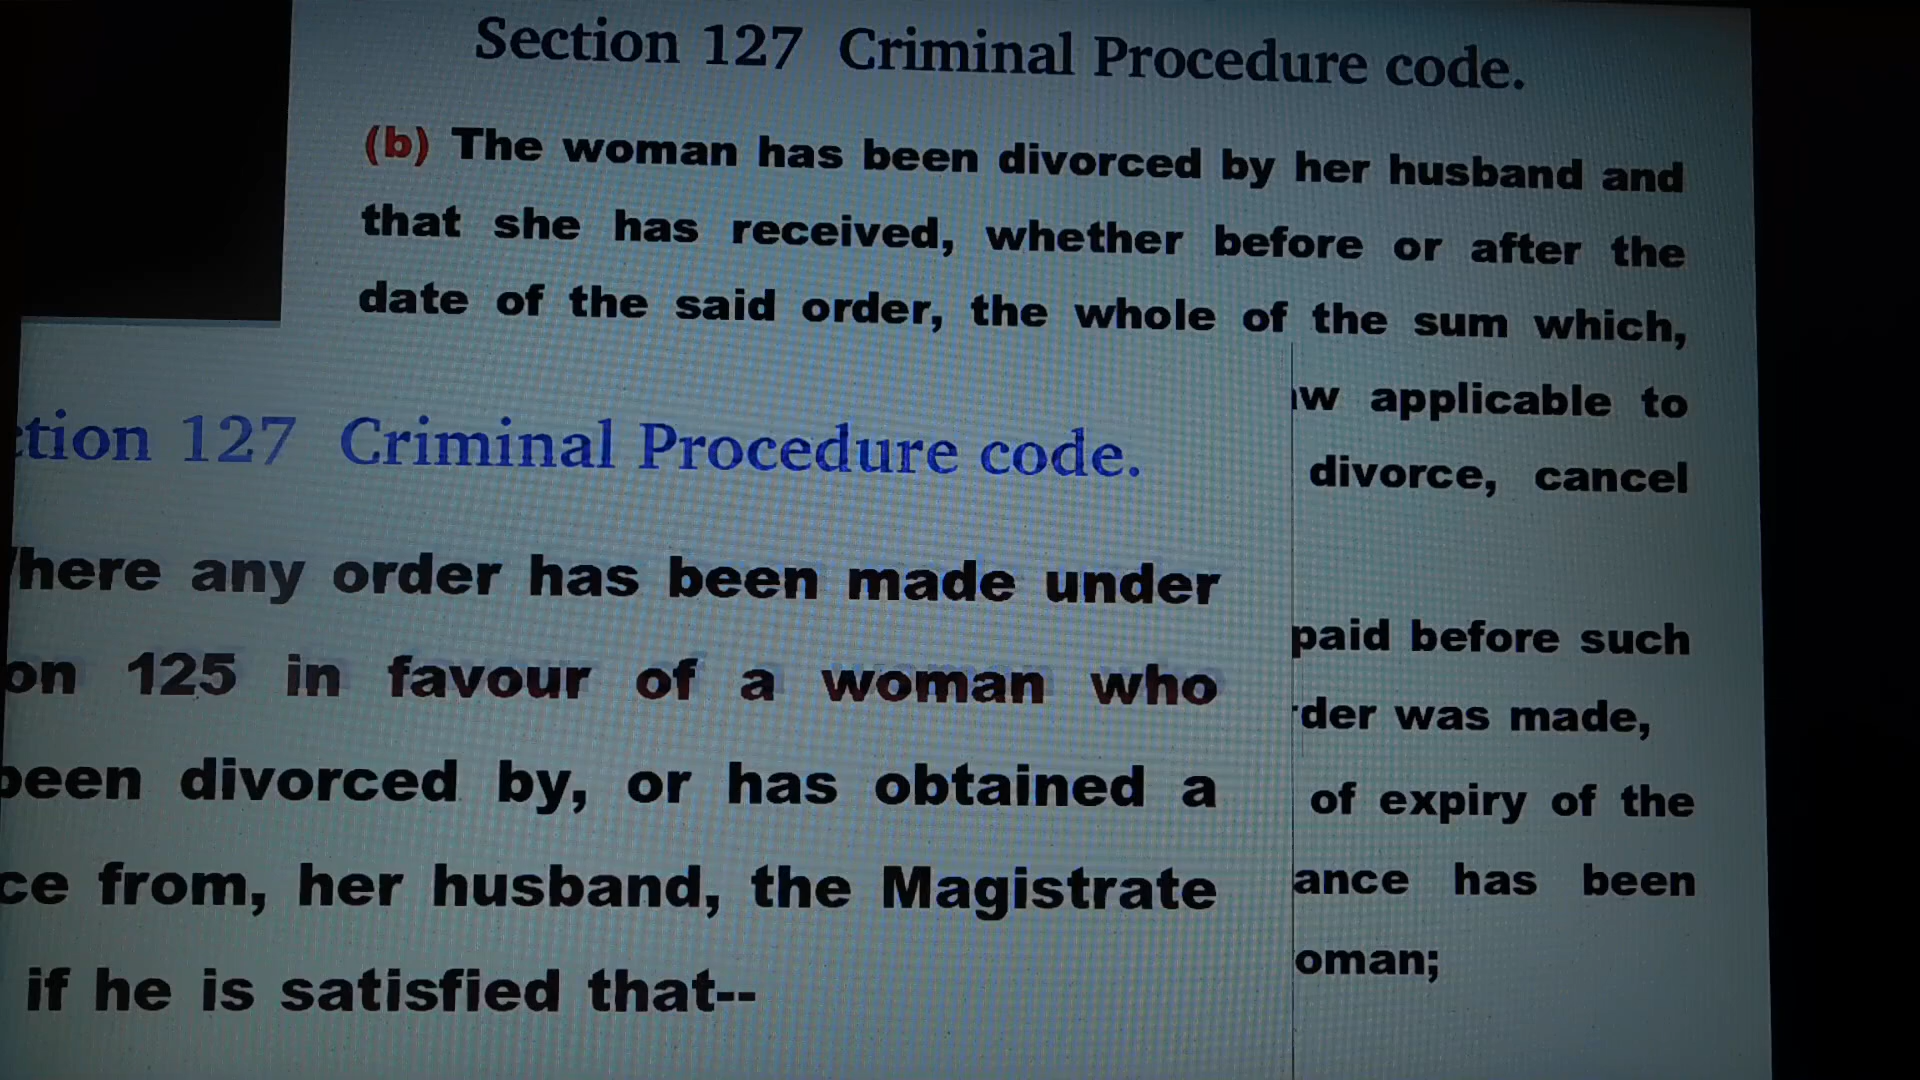 Section 127 Criminal Procedure code.
(b) The woman has been divorced by her husband and
that she has received, whether before or after the
date of the said order, the whole of the sum which,
applicable to
divorce, cancel
paid before such
was made,
of expiry of the
has been
tion 127 Criminal Procedure code.
here any order has been made under
on 125 in favour of a woman who
been divorced by, or has obtained a
ce from, her husband, the Magistrate
if he is satisfied that--